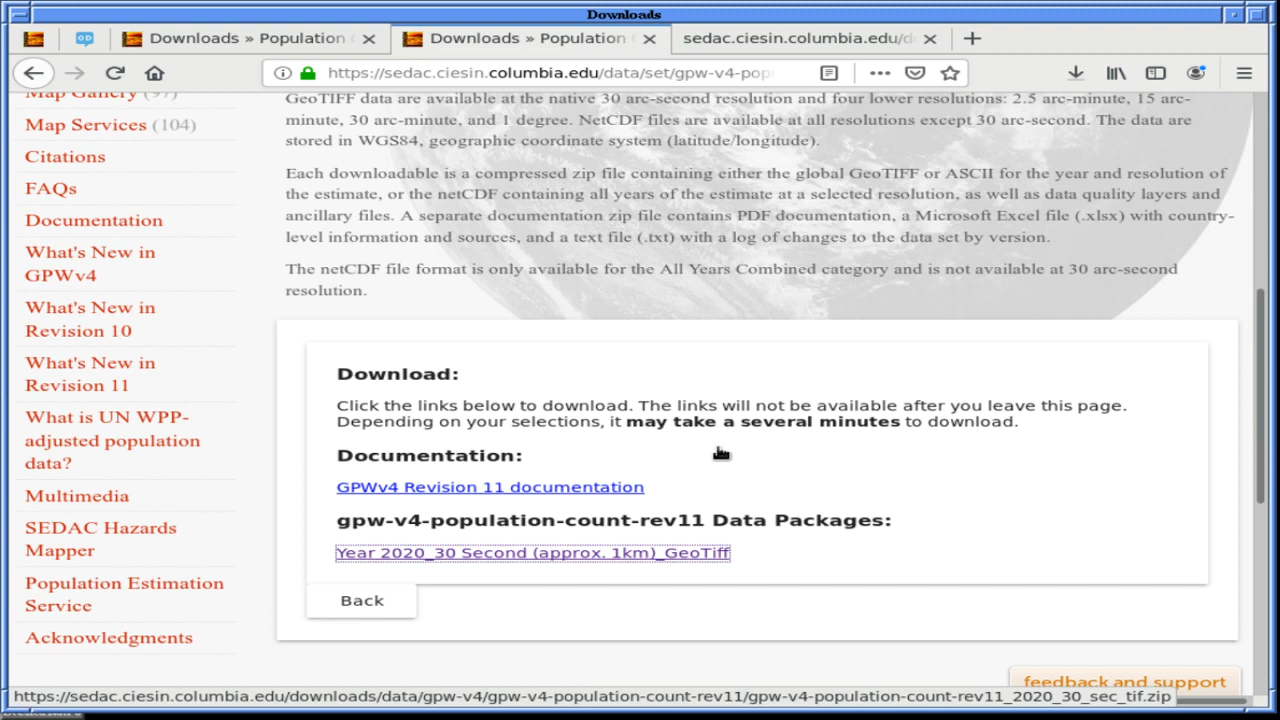 Downloads
Downloads » Population
Downloads » Population
sedac.ciesin.columbia.edu/d
https://sedac.ciesin.columbia.edu/data/set/gpw-v4-pop
Map Gallery (97)
Map Services (104)
Citations
FAQs
Documentation
What's New in
GPWv4
What's New in
Revision 10
What's New in
Revision 11
What is UN WPP-
adjusted population
data?
Multimedia
SEDAC Hazards
Mapper
Population Estimation
Service
Acknowledgments
GeoTIFF data are available at the native 30 arc-second resolution and four lower resolutions: 2.5 arc-minute, 15 arc-
minute, 30 arc-minute, and 1 degree. NetCDF files are available at all resolutions except 30 arc-second. The data are
stored in WGS84, geographic coordinate system (latitude/longitude).
Each downloadable is a compressed zip file containing either the global GeoTIFF or ASCII for the year and resolution of
the estimate, or the netCDF containing all years of the estimate at a selected resolution, as well as data quality layers and
ancillary files. A separate documentation zip file contains PDF documentation, a Microsoft Excel file (.xlsx) with country-
level information and sources, and a text file (.txt) with a log of changes to the data set by version.
The netCDF file format is only available for the All Years Combined category and is not available at 30 arc-second
resolution.
Download:
Click the links below to download. The links will not be available after you leave this page.
Depending on your selections, it may take a several minutes to download.
Documentation:
GPWv4 Revision 11 documentation
gpw-v4-population-count-rev11 Data Packages:
Year 2020_30 Second (approx. 1km)_GeoTiff
Back
feedback and support
https://sedac.ciesin.columbia.edu/downloads/data/gpw-v4/gpw-v4-population-count-rev11/gpw-v4-population-count-rev11_2020_30_sec_tif.zip